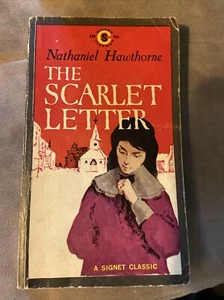 Nathaniel Hawthorne
THE
SCARLET
LETTER
A SIGNET CLASSIC